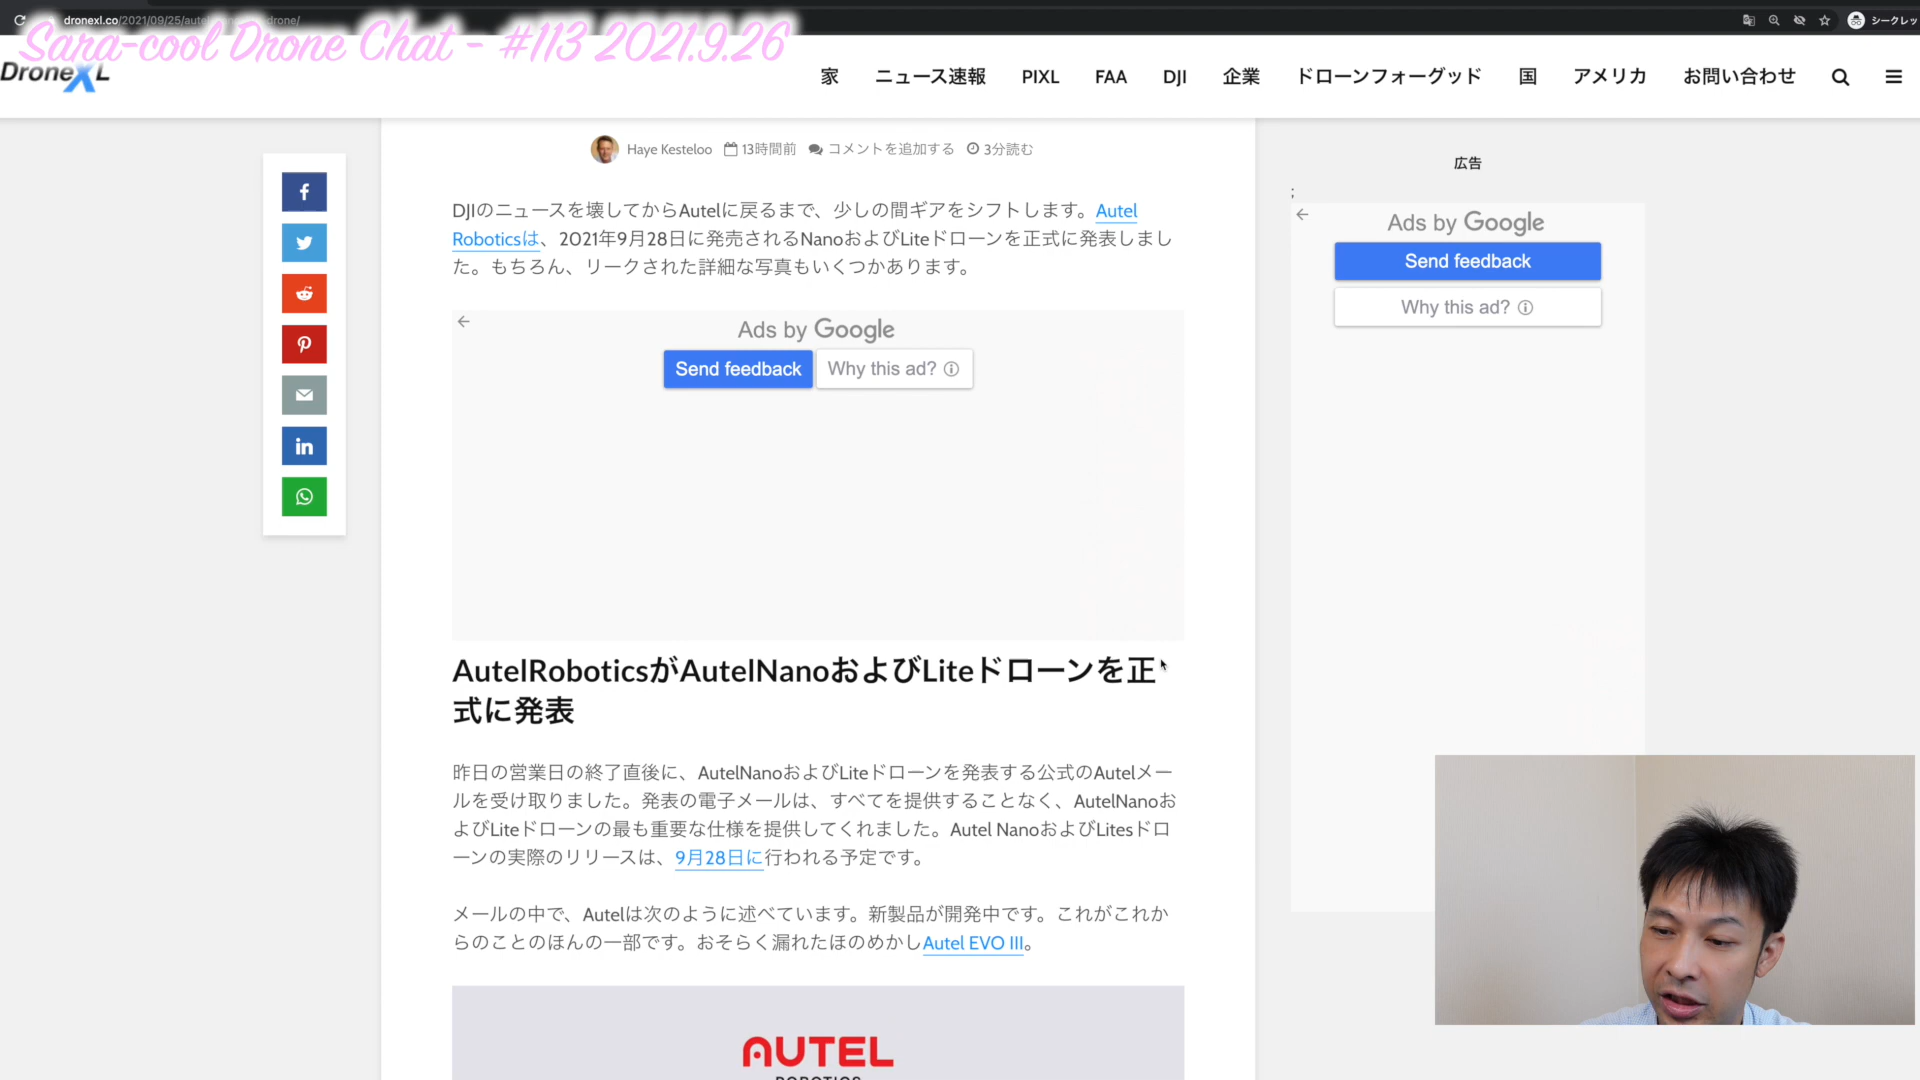 dronexl.co/2021/09/25/autel-nano-lite-drone/
シークレッ
Sara-cool Drone Chat - #113 2021.9.26
DroneXL
家 ニュース速報 PIXL FAA DJI 企業 ドローンフォーグッド 国 アメリカ お問い合わせ
Haye Kesteloo 13時間前 コメントを追加する 3分読む
DJIのニュースを壊してからAutelに戻るまで、少しの間ギアをシフトします。Autel
Roboticsは、2021年9月28日に発売されるNanoおよびLiteドローンを正式に発表しまし
た。もちろん、リークされた詳細な写真もいくつかあります。
Ads by Google
Send feedback Why this ad?
AutelRoboticsがAutelNanoおよびLiteドローンを正
式に発表
昨日の営業日の終了直後に、AutelNanoおよびLiteドローンを発表する公式のAutelメー
ルを受け取りました。発表の電子メールは、すべてを提供することなく、AutelNanoお
よびLiteドローンの最も重要な仕様を提供してくれました。Autel NanoおよびLitesドロ
ーンの実際のリリースは、9月28日に行われる予定です。
メールの中で、Autelは次のように述べています。新製品が開発中です。これがこれか
らのことのほんの一部です。おそらく漏れたほのめかしAutel EVO III。
AUTEL
ROBOTICS
広告
;
Ads by Google
Send feedback
Why this ad?